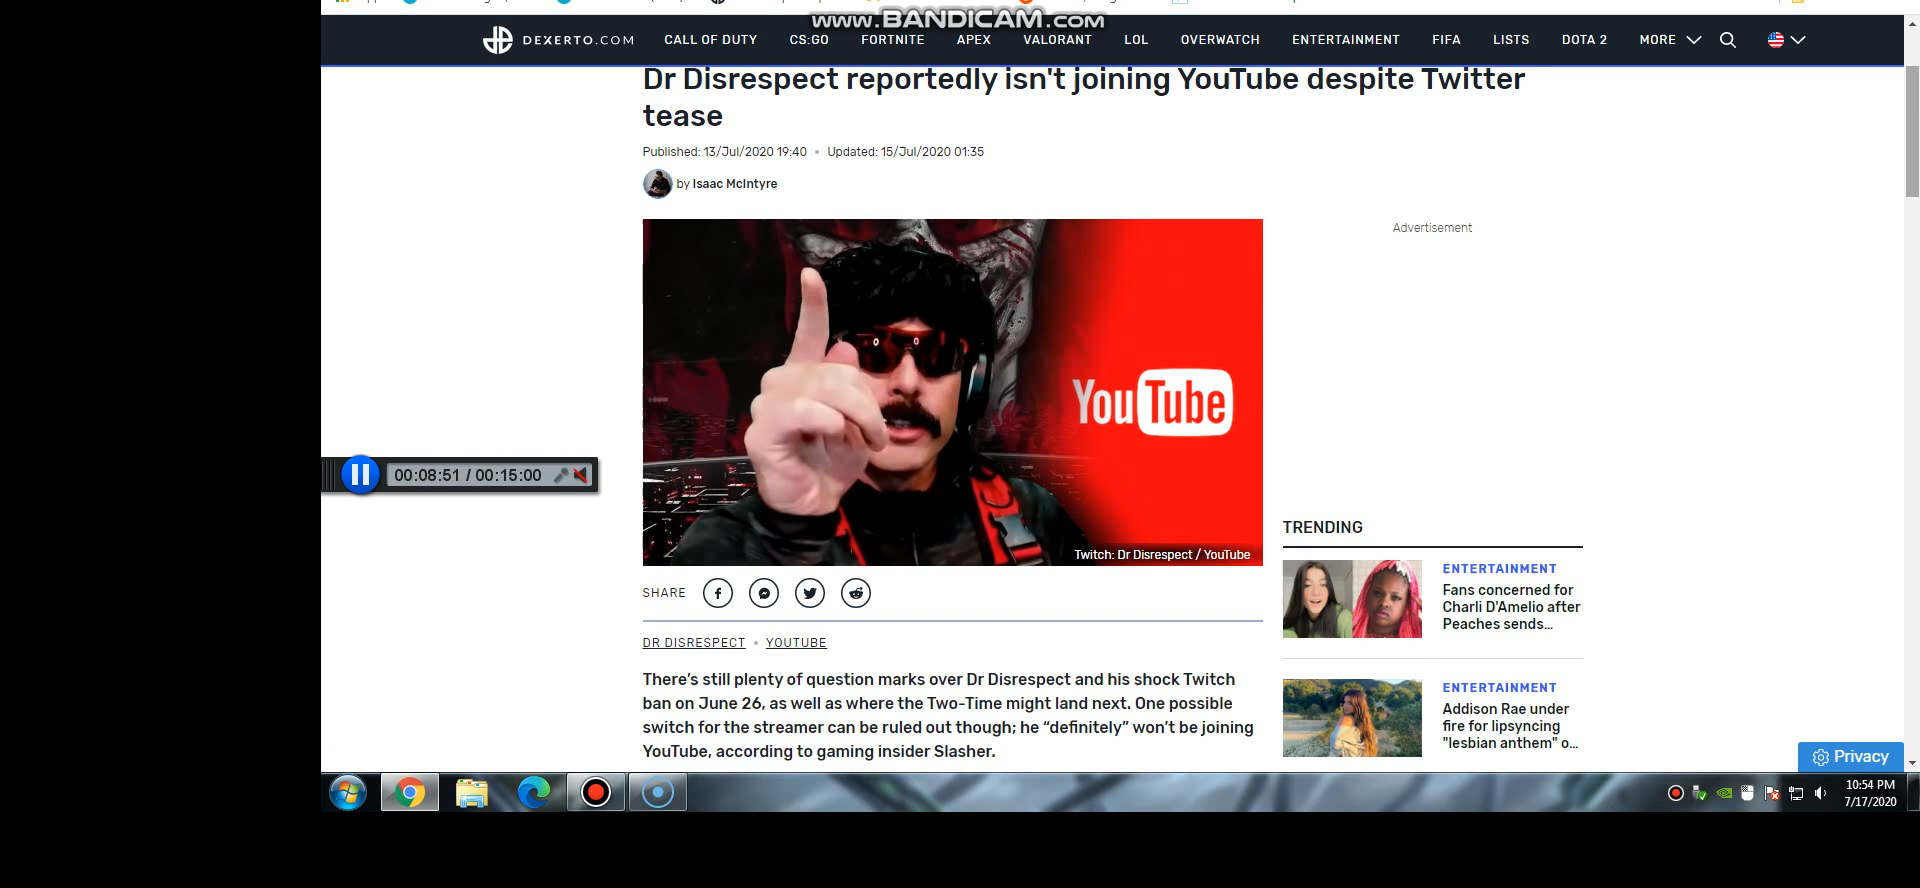 www.BANDICAM.com
DEXERTO.COM CALL OF DUTY CS:GO FORTNITE APEX VALORANT LOL OVERWATCH ENTERTAINMENT FIFA LISTS DOTA 2 MORE
Dr Disrespect reportedly isn't joining YouTube despite Twitter
tease
Published: 13/Jul/2020 19:40 • Updated: 15/Jul/2020 01:35
by Isaac McIntyre
Advertisement
YouTube
00:08:51 / 00:15:00
Twitch: Dr Disrespect / YouTube
SHARE
DR DISRESPECT • YOUTUBE
There’s still plenty of question marks over Dr Disrespect and his shock Twitch
ban on June 26, as well as where the Two-Time might land next. One possible
switch for the streamer can be ruled out though; he “definitely” won’t be joining
YouTube, according to gaming insider Slasher.
TRENDING
ENTERTAINMENT
Fans concerned for
Charli D'Amelio after
Peaches sends...
ENTERTAINMENT
Addison Rae under
fire for lipsyncing
"lesbian anthem" o...
Privacy
10:54 PM
7/17/2020